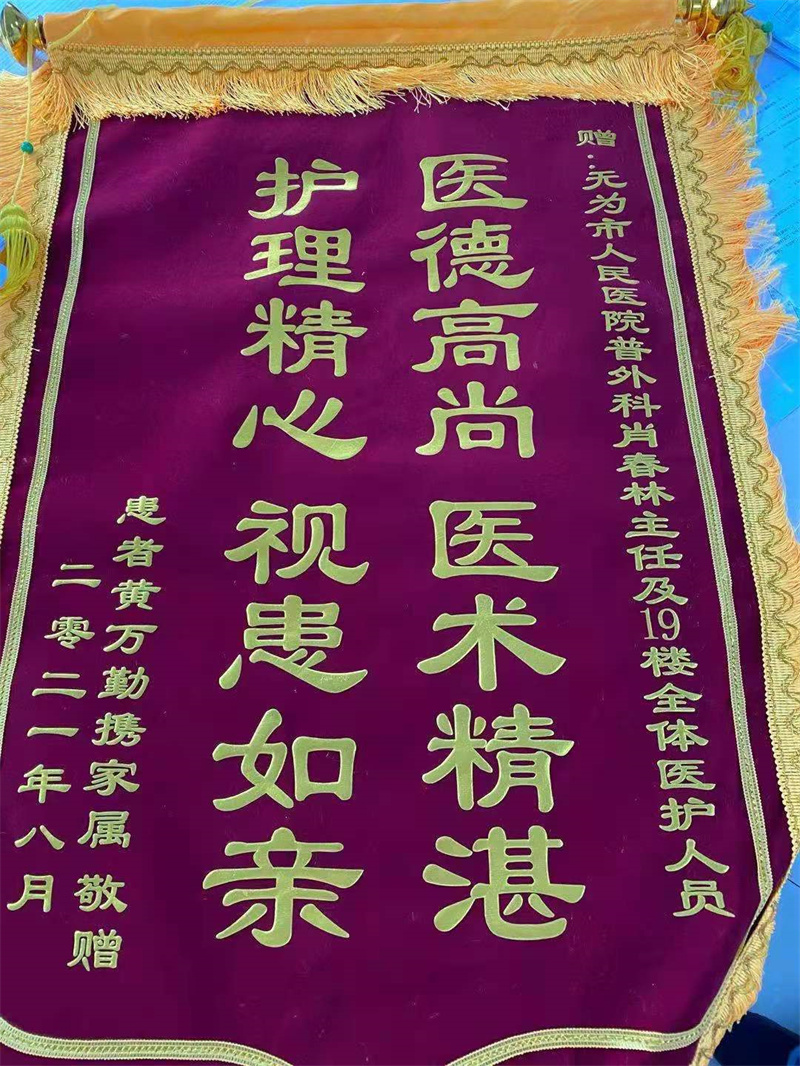 赠：无为市人民医院普外科肖春林主任及19楼全体医护人员
医德高尚 医术精湛
护理精心 视患如亲
患者黄万勤携家属 敬赠
二零二一年八月